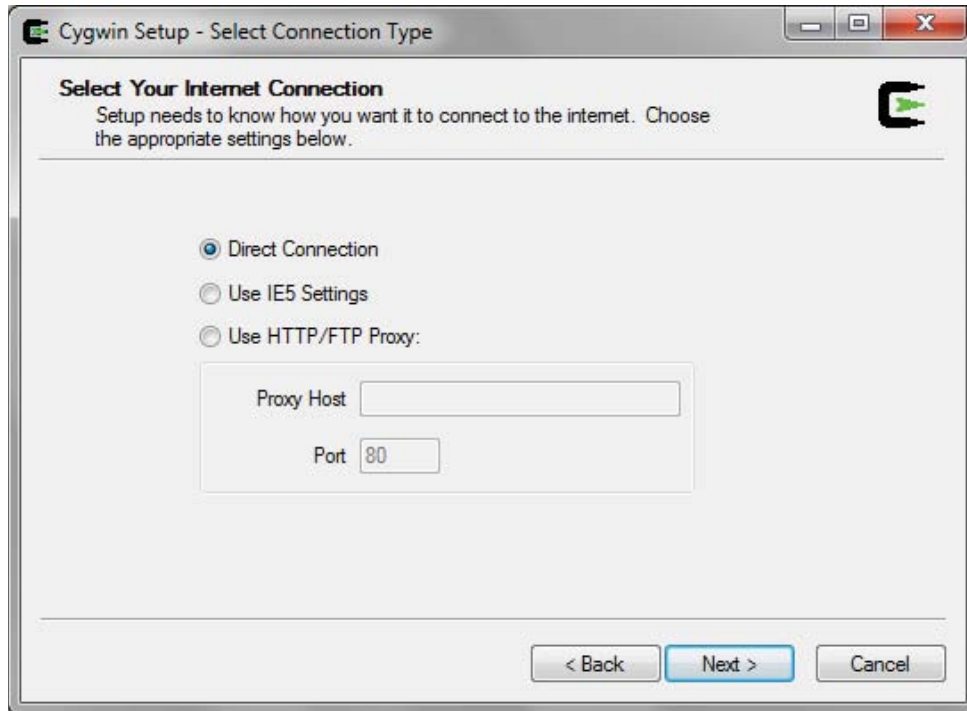 Cygwin Setup - Select Connection Type
Select Your Internet Connection
Setup needs to know how you want it to connect to the internet. Choose
the appropriate settings below.
Direct Connection
Use IE5 Settings
Use HTTP/FTP Proxy:
Proxy Host
Port 80
< Back Next > Cancel